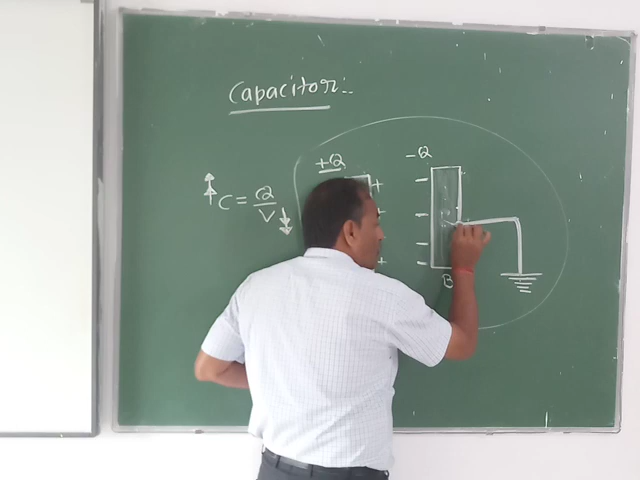 Capacitor:
+Q
-Q
C = Q/V
B